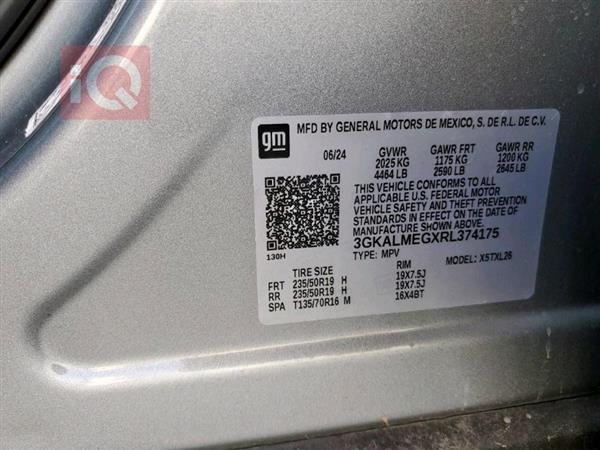 iQ
gm
MFD BY GENERAL MOTORS DE MEXICO, S. DE R.L. DE C.V.
06/24 GVWR GAWR FRT GAWR RR
2025 KG 1175 KG 1200 KG
4464 LB 2590 LB 2645 LB
THIS VEHICLE CONFORMS TO ALL
APPLICABLE U.S. FEDERAL MOTOR
VEHICLE SAFETY AND THEFT PREVENTION
STANDARDS IN EFFECT ON THE DATE OF
MANUFACTURE SHOWN ABOVE.
3GKALMEGXRL374175
130H
TYPE: MPV MODEL: X5TXL26
TIRE SIZE RIM
FRT 235/50R19 H 19X7.5J
RR 235/50R19 H 19X7.5J
SPA T135/70R16 M 16X4BT